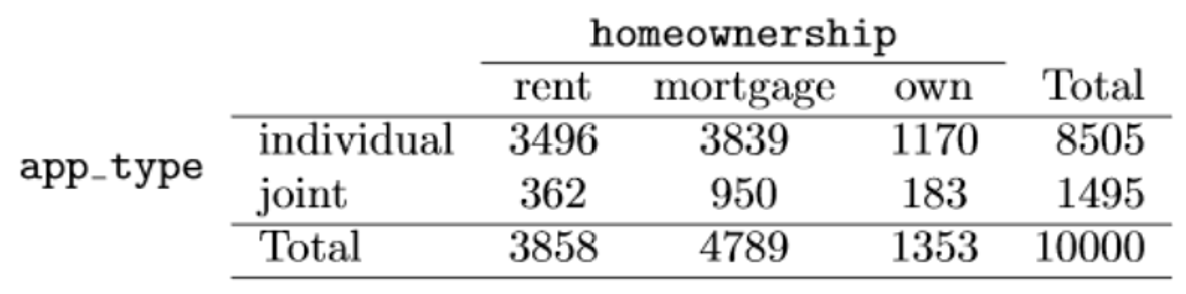 homeownership
rent mortgage own Total
individual 3496 3839 1170 8505
app_type
joint 362 950 183 1495
Total 3858 4789 1353 10000